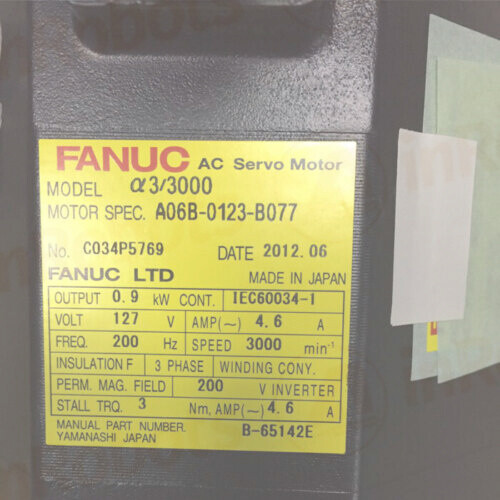 FANUC AC Servo Motor
MODEL α3/3000
MOTOR SPEC. A06B-0123-B077
No. C034P5769 DATE 2012.06
FANUC LTD MADE IN JAPAN
OUTPUT 0.9 kW CONT. IEC60034-1
VOLT 127 V AMP(~) 4.6 A
FREQ. 200 Hz SPEED 3000 min⁻¹
INSULATION F 3 PHASE WINDING CONY.
PERM. MAG. FIELD 200 V INVERTER
STALL TRQ. 3 Nm, AMP(~) 4.6 A
MANUAL PART NUMBER. B-65142E
YAMANASHI JAPAN